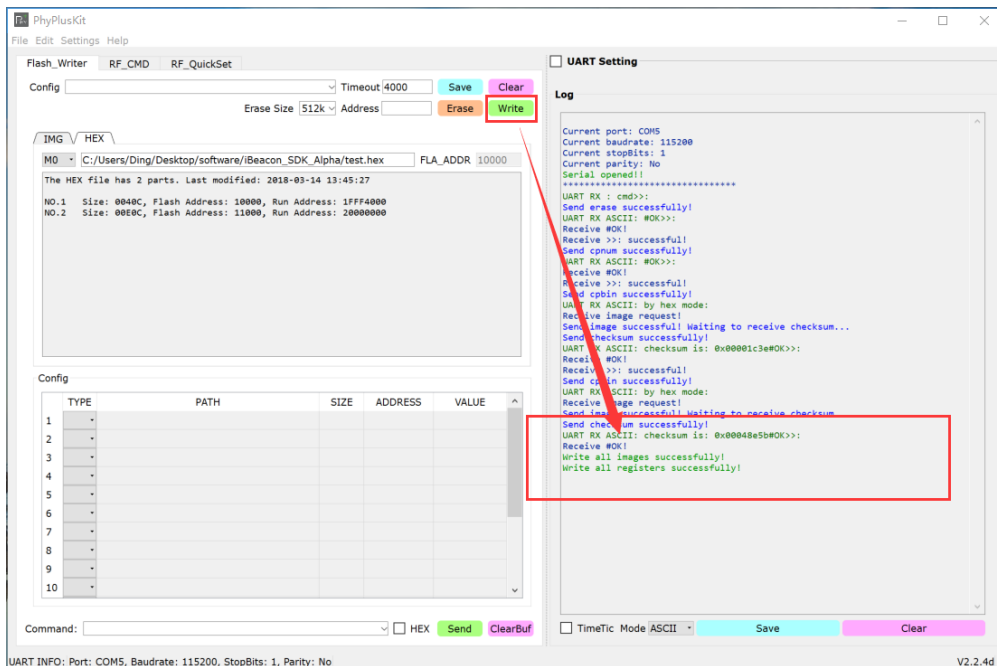 PhyPlusKit
File Edit Settings Help
Flash_Writer RF_CMD RF_QuickSet
Config Timeout 4000 Save Clear
Erase Size 512k Address Erase Write
IMG HEX
M0 C:/Users/Ding/Desktop/software/iBeacon_SDK_Alpha/test.hex FLA_ADDR 10000
The HEX file has 2 parts. Last modified: 2018-03-14 13:45:27
NO.1 Size: 0040C, Flash Address: 10000, Run Address: 1FFF4000
NO.2 Size: 00E0C, Flash Address: 11000, Run Address: 20000000
Config
TYPE PATH SIZE ADDRESS VALUE
1
2
3
4
5
6
7
8
9
10
Command: HEX Send ClearBuf
UART Setting
Log
Current port: COM5
Current baudrate: 115200
Current stopBits: 1
Current parity: No
Serial opened!!
********************************
UART RX : cmd>>:
Send erase successfully!
UART RX ASCII: #OK>>:
Receive #OK!
Receive >>: successful!
Send cpnum successfully!
UART RX ASCII: #OK>>:
Receive #OK!
Receive >>: successful!
Send cpbin successfully!
UART RX ASCII: by hex mode:
Receive image request!
Send image successful! Waiting to receive checksum...
Send checksum successfully!
UART RX ASCII: checksum is: 0x00001c3e#OK>>:
Receive #OK!
Receive >>: successful!
Send cpbin successfully!
UART RX ASCII: by hex mode:
Receive image request!
Send image successful! Waiting to receive checksum...
Send checksum successfully!
UART RX ASCII: checksum is: 0x00048e5b#OK>>:
Receive #OK!
Write all images successfully!
Write all registers successfully!
TimeTic Mode ASCII Save Clear
UART INFO: Port: COM5, Baudrate: 115200, StopBits: 1, Parity: No V2.2.4d